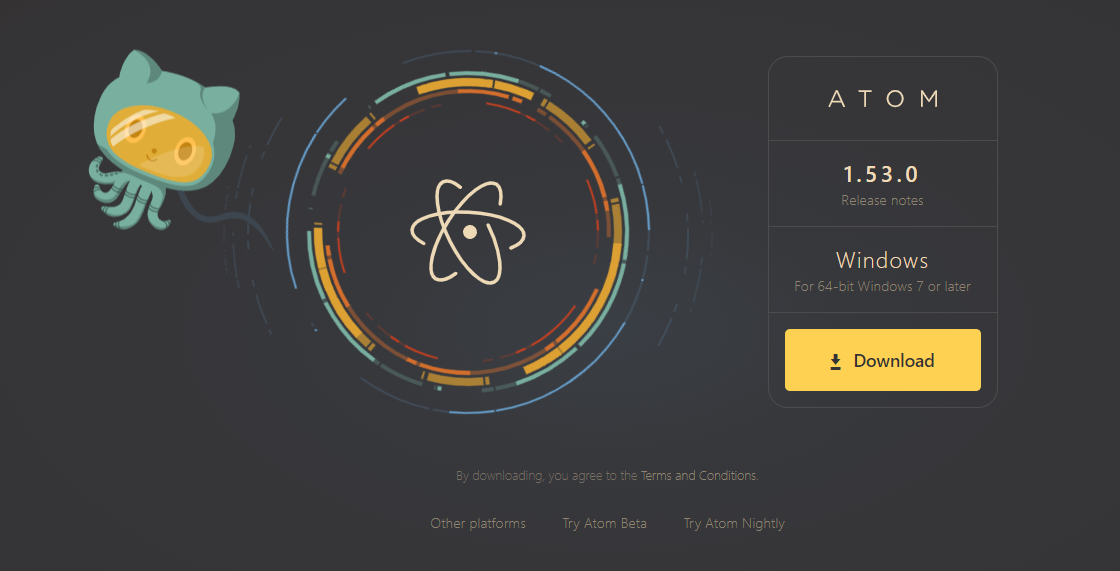 ATOM
1.53.0
Release notes
Windows
For 64-bit Windows 7 or later
Download
By downloading, you agree to the Terms and Conditions.
Other platforms
Try Atom Beta
Try Atom Nightly